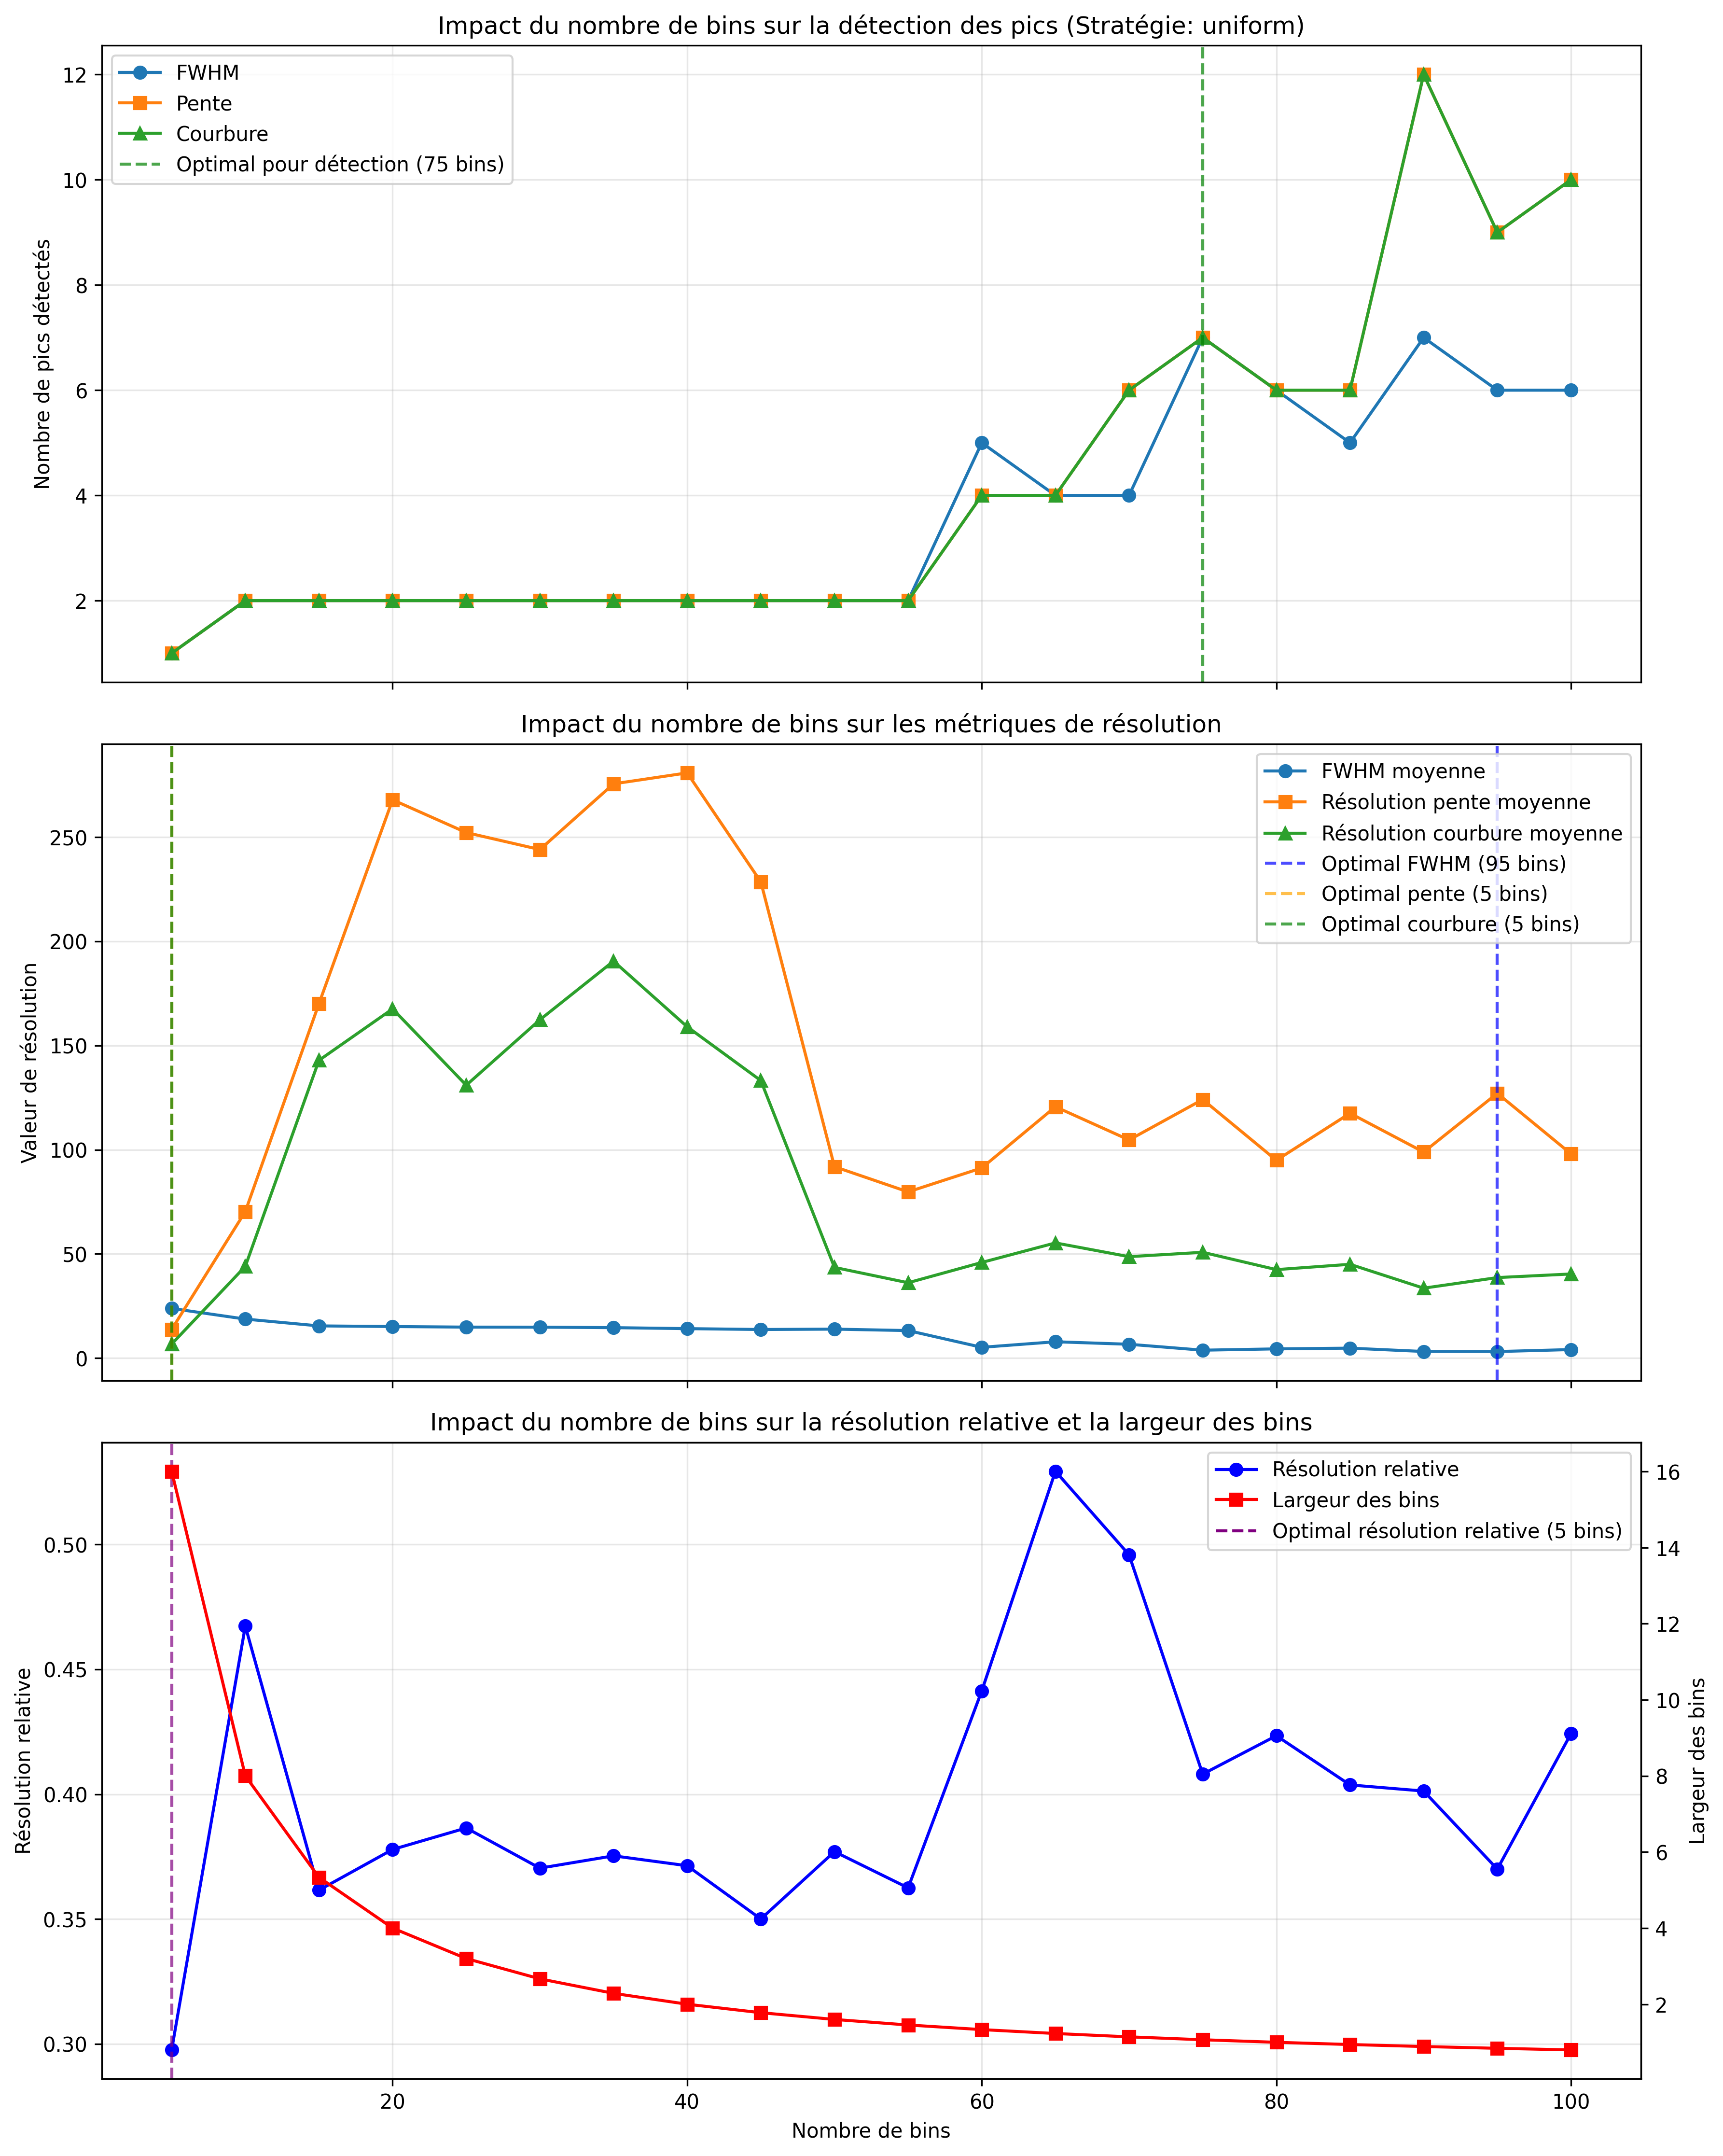 Impact du nombre de bins sur la détection des pics (Stratégie: uniform)
FWHM
Pente
Courbure
Optimal pour détection (75 bins)
12
10
8
6
4
2
Nombre de pics détectés
Impact du nombre de bins sur les métriques de résolution
FWHM moyenne
Résolution pente moyenne
Résolution courbure moyenne
Optimal FWHM (95 bins)
Optimal pente (5 bins)
Optimal courbure (5 bins)
250
200
150
100
50
0
Valeur de résolution
Impact du nombre de bins sur la résolution relative et la largeur des bins
Résolution relative
Largeur des bins
Optimal résolution relative (5 bins)
0.50
0.45
0.40
0.35
0.30
Résolution relative
16
14
12
10
8
6
4
2
Largeur des bins
20 40 60 80 100
Nombre de bins